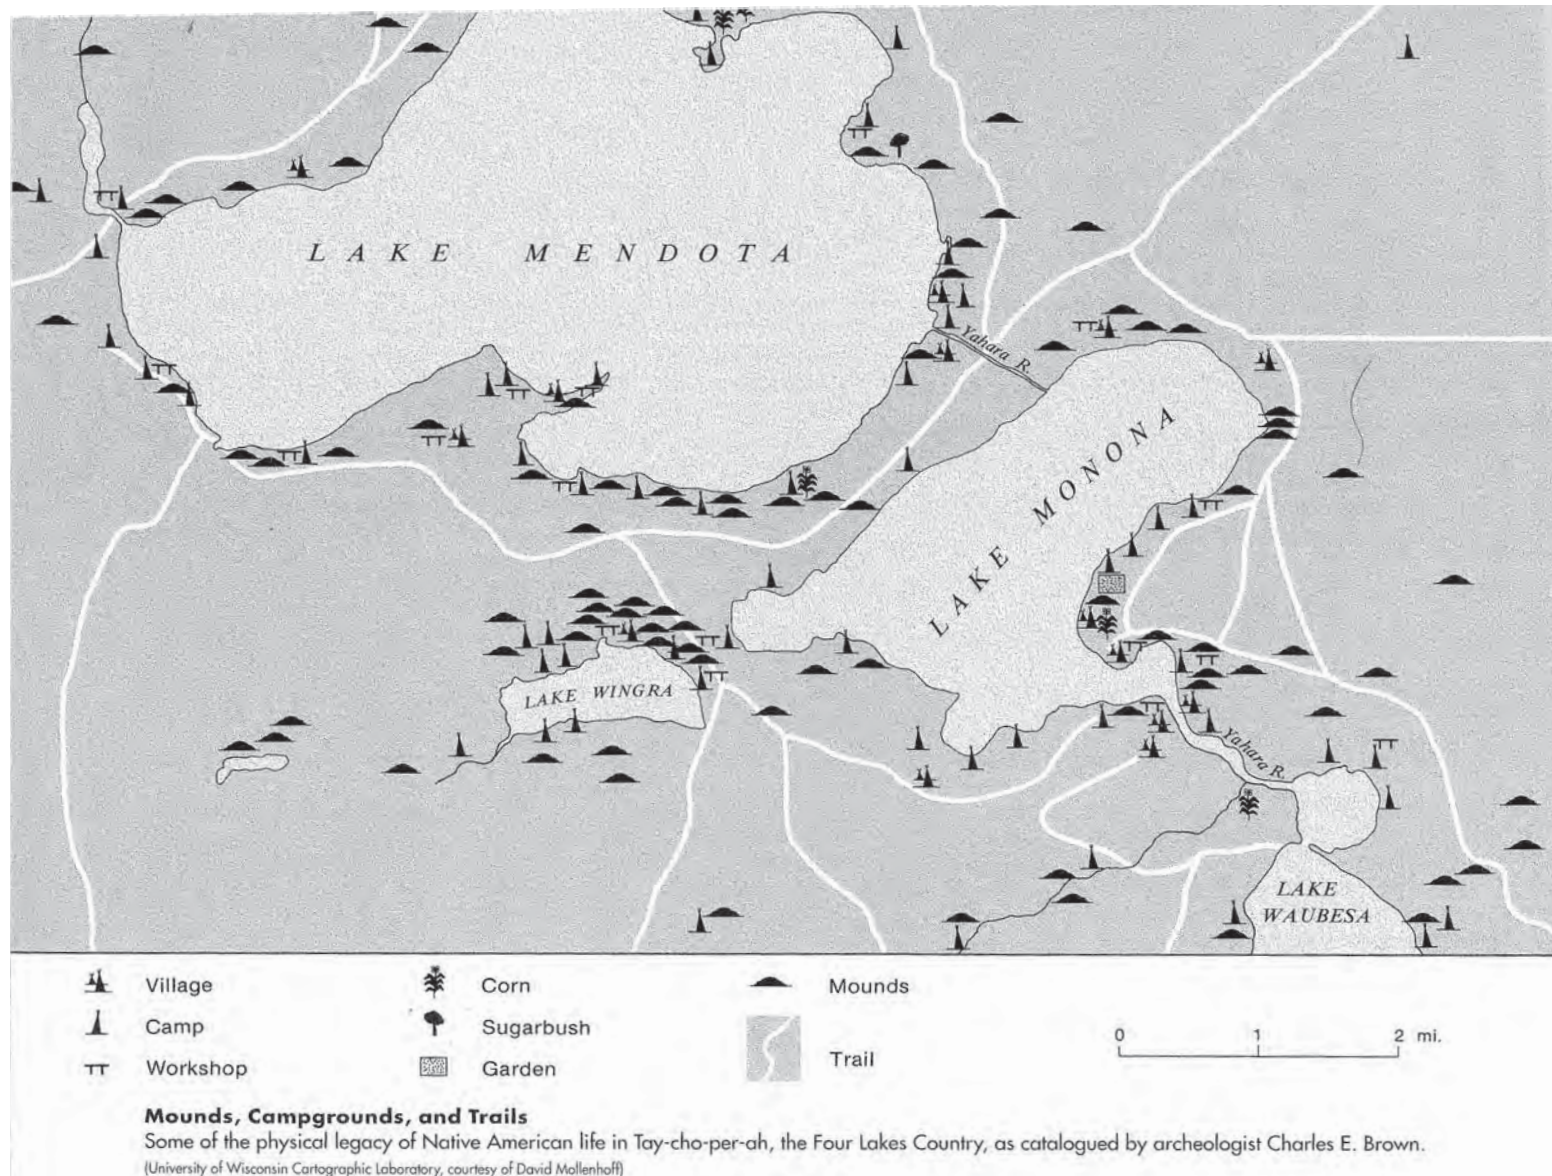 LAKE MENDOTA
Yahara R.
LAKE MONONA
LAKE WINGRA
Yahara R.
LAKE
WAUBESA
Village
Corn
Mounds
Camp
Sugarbush
0 1 2 mi.
Trail
Workshop
Garden
Mounds, Campgrounds, and Trails
Some of the physical legacy of Native American life in Tay-cho-per-ah, the Four Lakes Country, as catalogued by archeologist Charles E. Brown.
(University of Wisconsin Cartographic Laboratory, courtesy of David Mollenhoff)